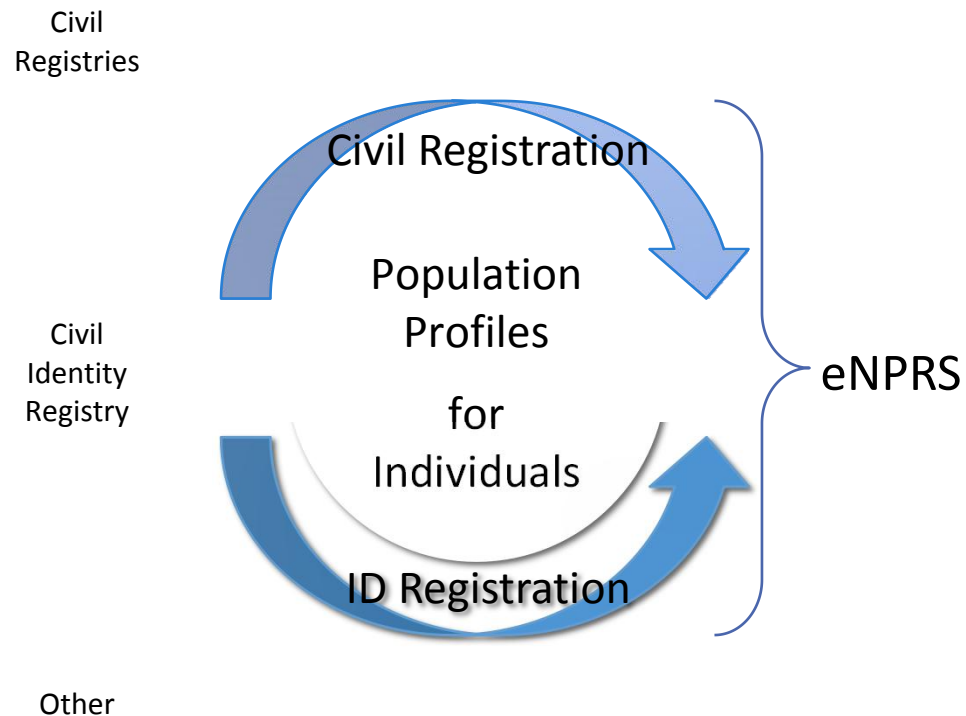 Civil
Registries
Civil Registration
Population
Profiles
for
Individuals
Civil
Identity
Registry
eNPRS
ID Registration
Other